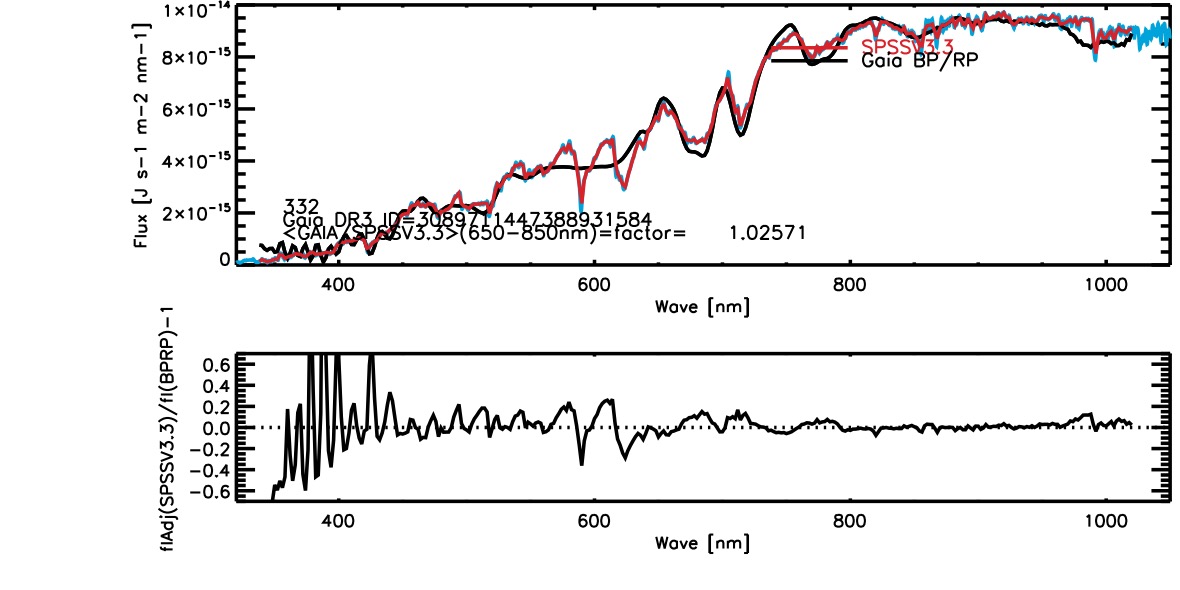 1×10−14
8×10−15
6×10−15
4×10−15
2×10−15
0
Flux [J s−1 m−2 nm−1]
SPSSV3.3
Gaia BP/RP
332
Gaia DR3 ID=3089711447388931584
<GAIA/SPSSV3.3>(650−850nm)=factor= 1.02571
400 600 800 1000
Wave [nm]
flAdj(SPSSV3.3)/fl(BPRP)−1
0.6
0.4
0.2
0.0
−0.2
−0.4
−0.6
400 600 800 1000
Wave [nm]